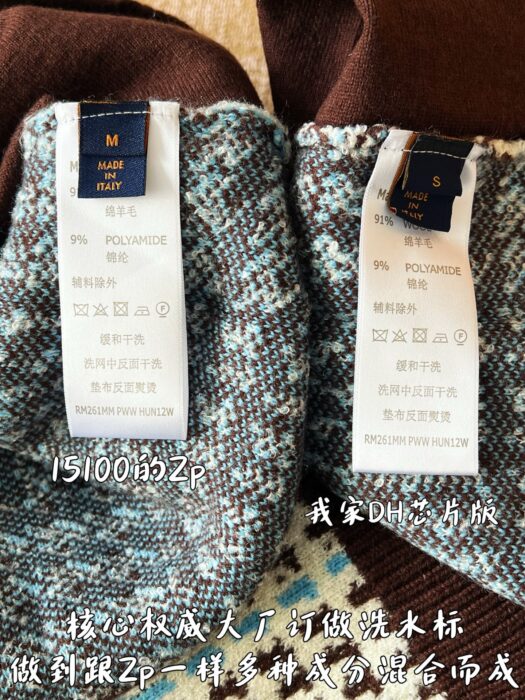 M
MADE
IN
ITALY
绵羊毛
9% POLYAMIDE
锦纶
辅料除外
F
缓和干洗
洗网中反面干洗
垫布反面熨烫
RM261MM PWW HUN12W
15100的Zp
S
MADE
IN
ITALY
91% WOOL
绵羊毛
9% POLYAMIDE
锦纶
辅料除外
F
缓和干洗
洗网中反面干洗
垫布反面熨烫
RM261MM PWW HUN12W
我家DH芯片版
核心权威大厂订做洗水标
做到跟Zp一样多种成分混合而成